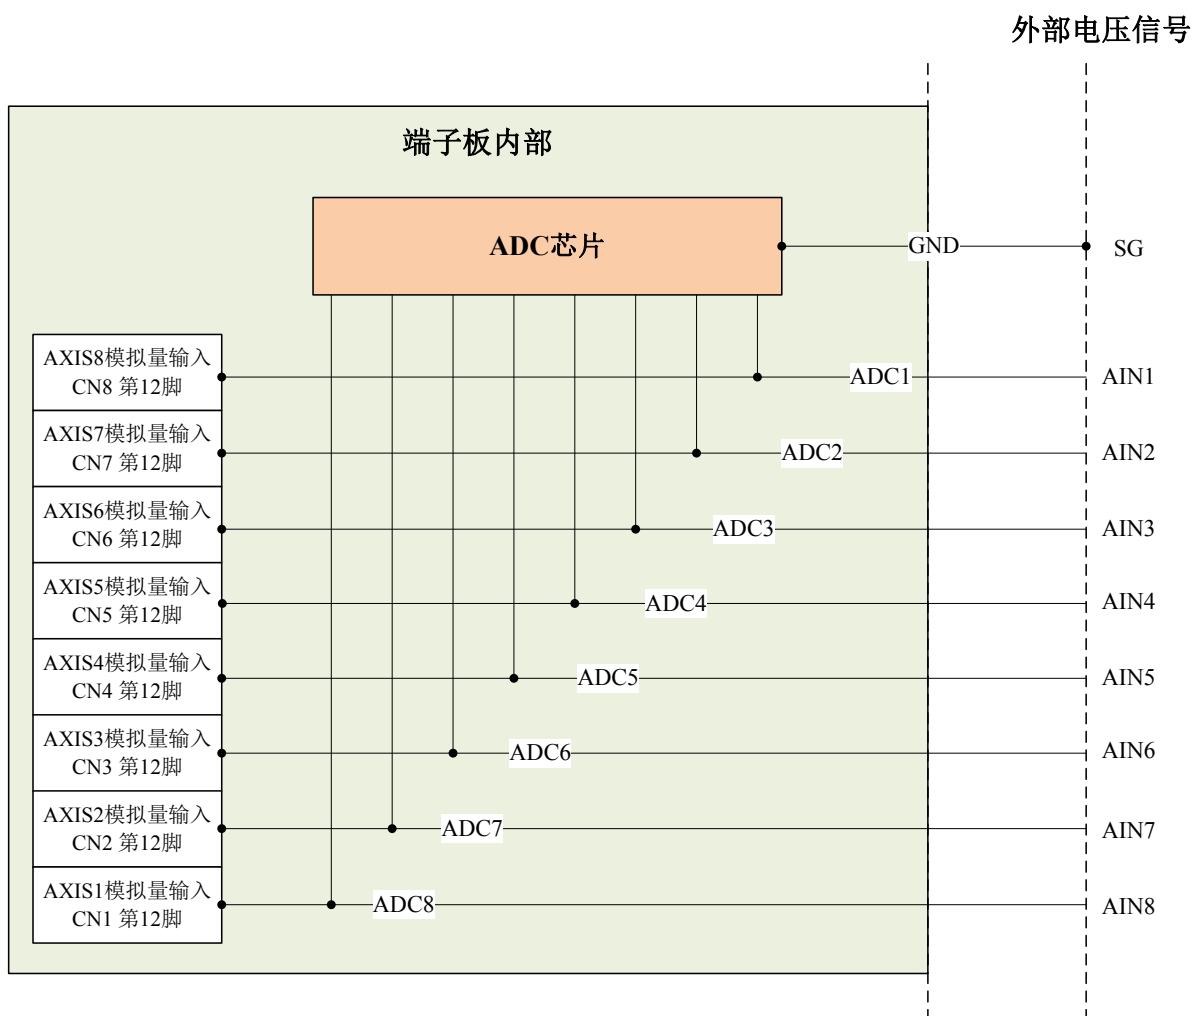 外部电压信号
端子板内部
ADC芯片
GND
SG
AXIS8模拟量输入
CN8 第12脚
ADC1
AIN1
AXIS7模拟量输入
CN7 第12脚
ADC2
AIN2
AXIS6模拟量输入
CN6 第12脚
ADC3
AIN3
AXIS5模拟量输入
CN5 第12脚
ADC4
AIN4
AXIS4模拟量输入
CN4 第12脚
ADC5
AIN5
AXIS3模拟量输入
CN3 第12脚
ADC6
AIN6
AXIS2模拟量输入
CN2 第12脚
ADC7
AIN7
AXIS1模拟量输入
CN1 第12脚
ADC8
AIN8